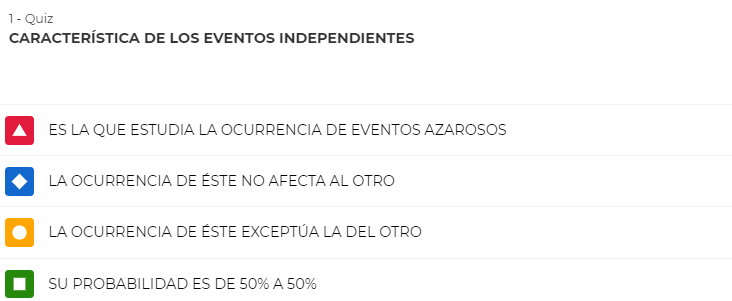 1 - Quiz
CARACTERÍSTICA DE LOS EVENTOS INDEPENDIENTES
ES LA QUE ESTUDIA LA OCURRENCIA DE EVENTOS AZAROSOS
LA OCURRENCIA DE ÉSTE NO AFECTA AL OTRO
LA OCURRENCIA DE ÉSTE EXCEPTÚA LA DEL OTRO
SU PROBABILIDAD ES DE 50% A 50%